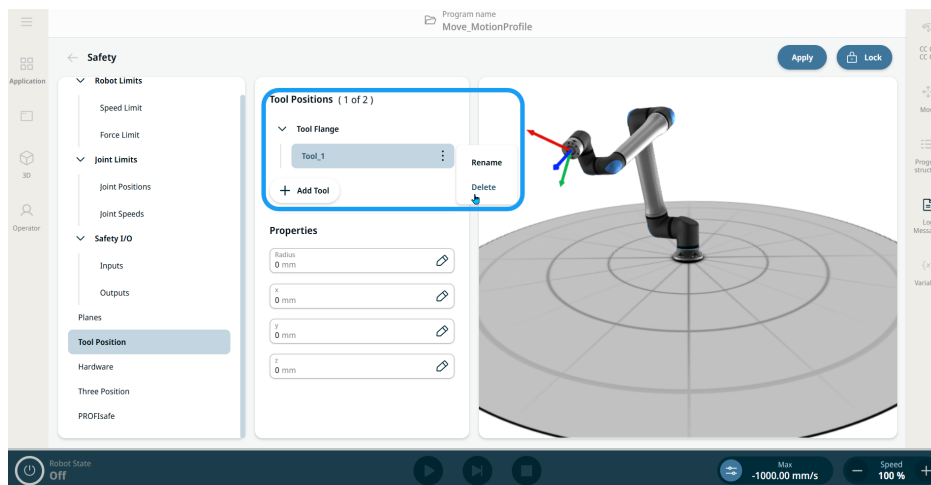 Program name
Move_MotionProfile
Safety
Apply
Lock
Application
3D
Operator
Robot Limits
Speed Limit
Force Limit
Joint Limits
Joint Positions
Joint Speeds
Safety I/O
Inputs
Outputs
Planes
Tool Position
Hardware
Three Position
PROFIsafe
Tool Positions ( 1 of 2 )
Tool Flange
Tool_1
Rename
Delete
+ Add Tool
Properties
Radius
0 mm
x
0 mm
y
0 mm
z
0 mm
Robot State
Off
Max
-1000.00 mm/s
Speed
100 %